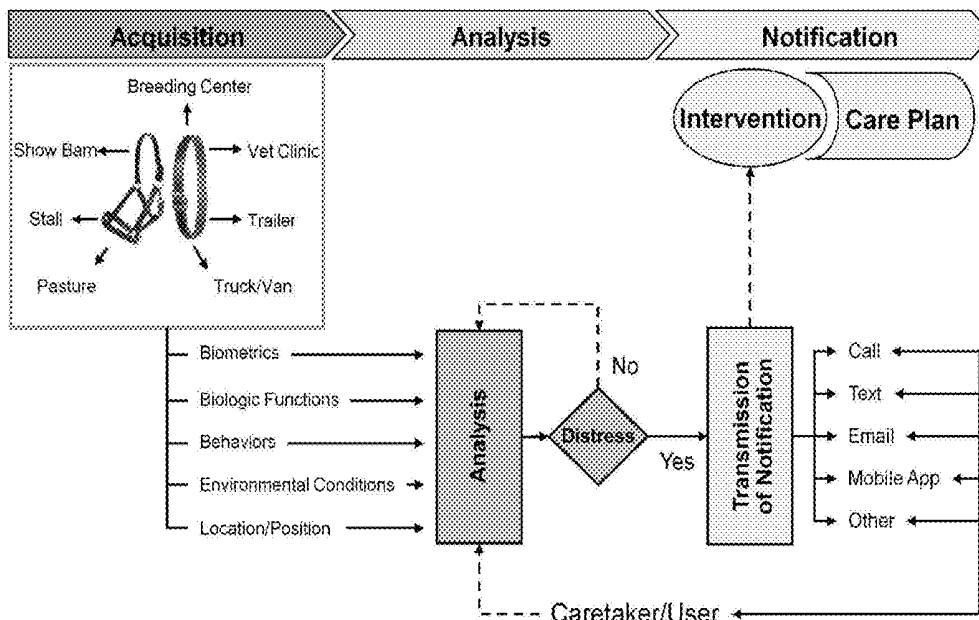 Acquisition
Analysis
Notification
Breeding Center
Show Barn
Vet Clinic
Stall
Trailer
Pasture
Truck/Van
Intervention
Care Plan
Biometrics
Biologic Functions
Behaviors
Environmental Conditions
Location/Position
Analysis
No
Distress
Yes
Transmission
of Notification
Call
Text
Email
Mobile App
Other
Caretaker/User